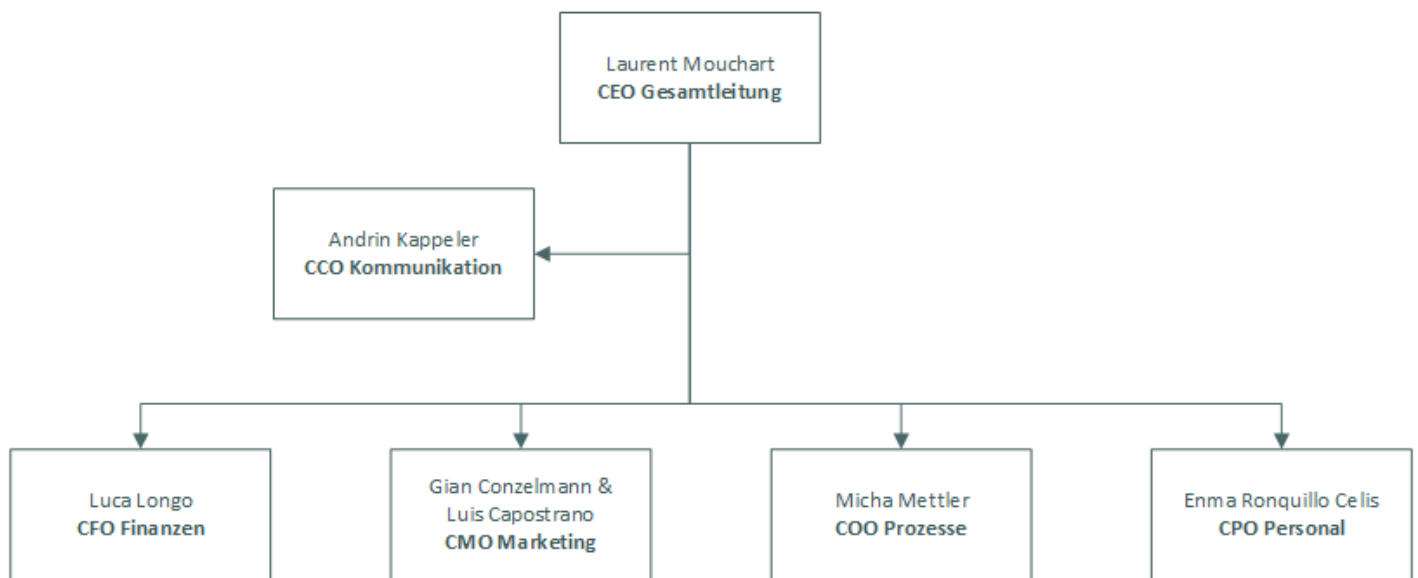 Laurent Mouchart
CEO Gesamtleitung
Andrin Kappeler
CCO Kommunikation
Luca Longo
CFO Finanzen
Gian Conzelmann &
Luis Capostrano
CMO Marketing
Micha Mettler
COO Prozesse
Enma Ronquillo Celis
CPO Personal